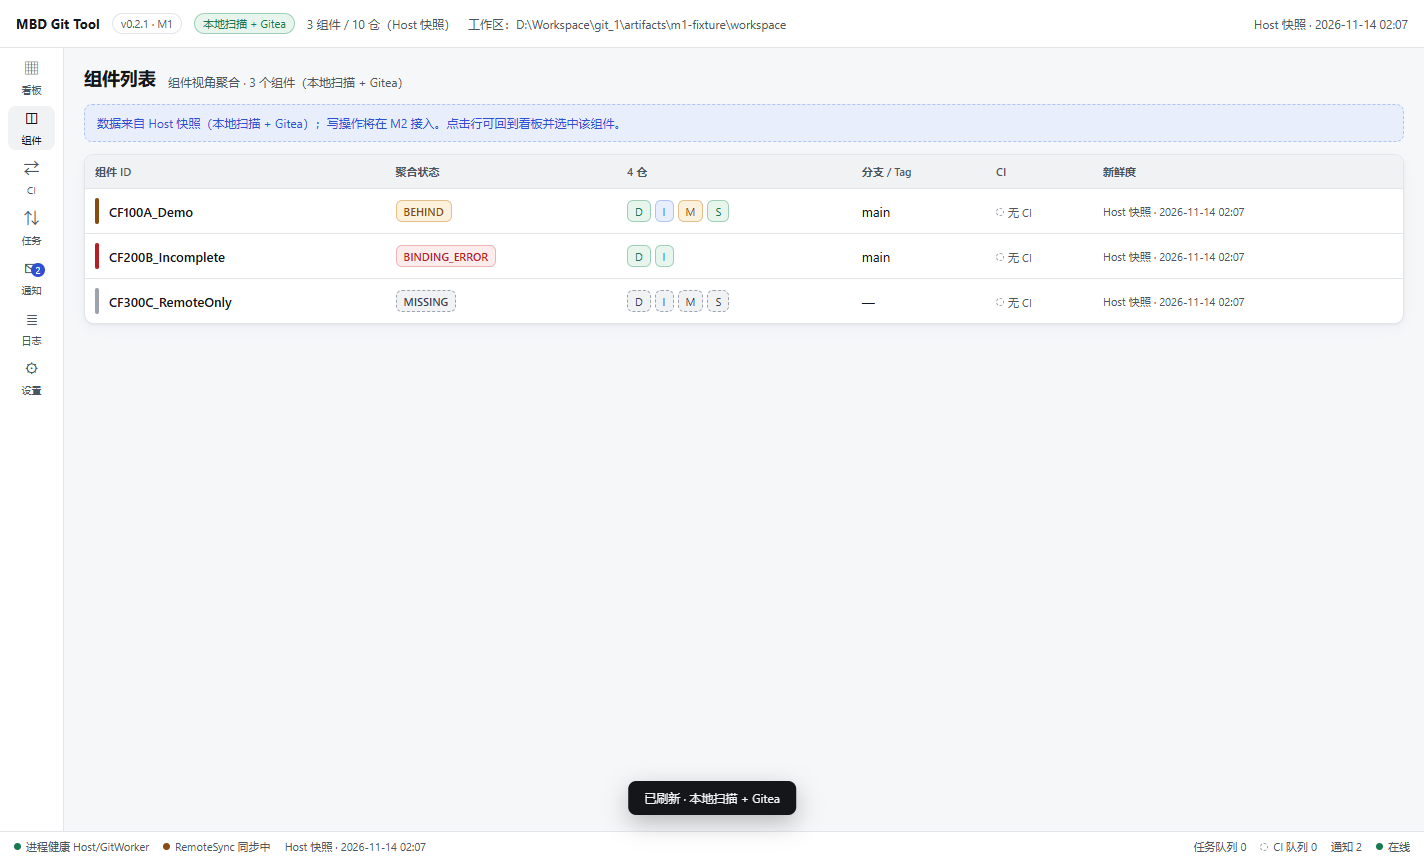 MBD Git Tool v0.2.1 · M1 本地扫描 + Gitea 3 组件 / 10 仓（Host 快照） 工作区：D:\Workspace\git_1\artifacts\m1-fixture\workspace Host 快照 · 2026-11-14 02:07
看板
组件
CI
任务
2
通知
日志
设置
组件列表 组件视角聚合 · 3 个组件（本地扫描 + Gitea）
数据来自 Host 快照（本地扫描 + Gitea）；写操作将在 M2 接入。点击行可回到看板并选中该组件。
组件 ID 聚合状态 4 仓 分支 / Tag CI 新鲜度
CF100A_Demo BEHIND D I M S main 无 CI Host 快照 · 2026-11-14 02:07
CF200B_Incomplete BINDING_ERROR D I main 无 CI Host 快照 · 2026-11-14 02:07
CF300C_RemoteOnly MISSING D I M S — 无 CI Host 快照 · 2026-11-14 02:07
已刷新 · 本地扫描 + Gitea
进程健康 Host/GitWorker RemoteSync 同步中 Host 快照 · 2026-11-14 02:07 任务队列 0 CI 队列 0 通知 2 在线